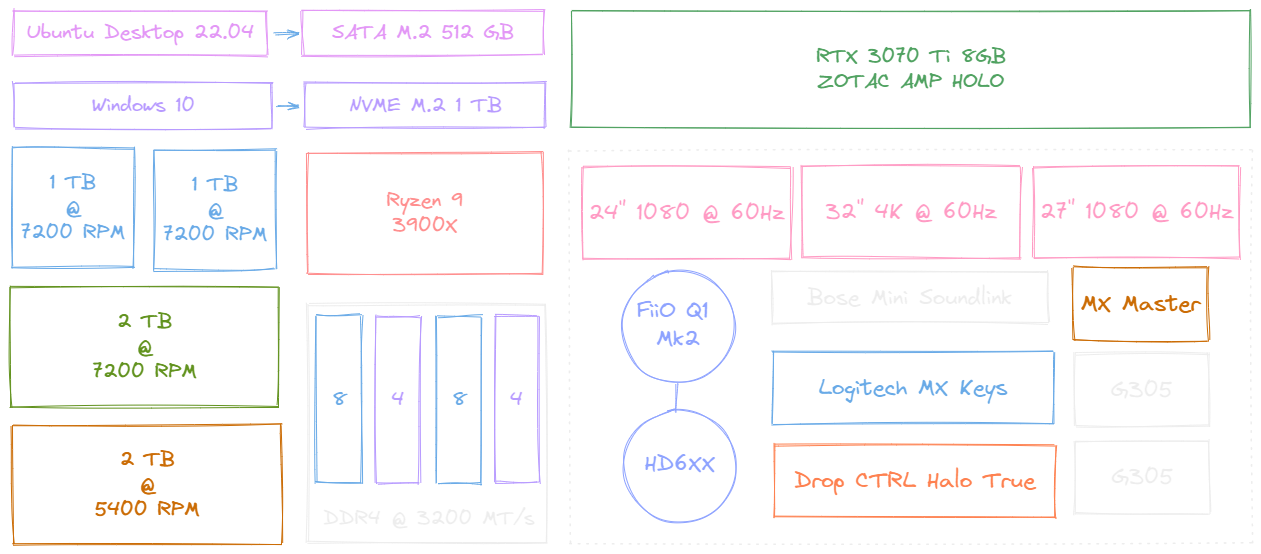 Ubuntu Desktop 22.04
SATA M.2 512 GB
Windows 10
NVME M.2 1 TB
RTX 3070 Ti 8GB
ZOTAC AMP HOLO
1 TB
@
7200 RPM
1 TB
@
7200 RPM
Ryzen 9
3900X
24" 1080 @ 60Hz
32" 4K @ 60Hz
27" 1080 @ 60Hz
2 TB
@
7200 RPM
8
4
8
4
DDR4 @ 3200 MT/s
2 TB
@
5400 RPM
FiiO Q1
Mk2
HD6XX
Bose Mini Soundlink
MX Master
Logitech MX Keys
G305
Drop CTRL Halo True
G305